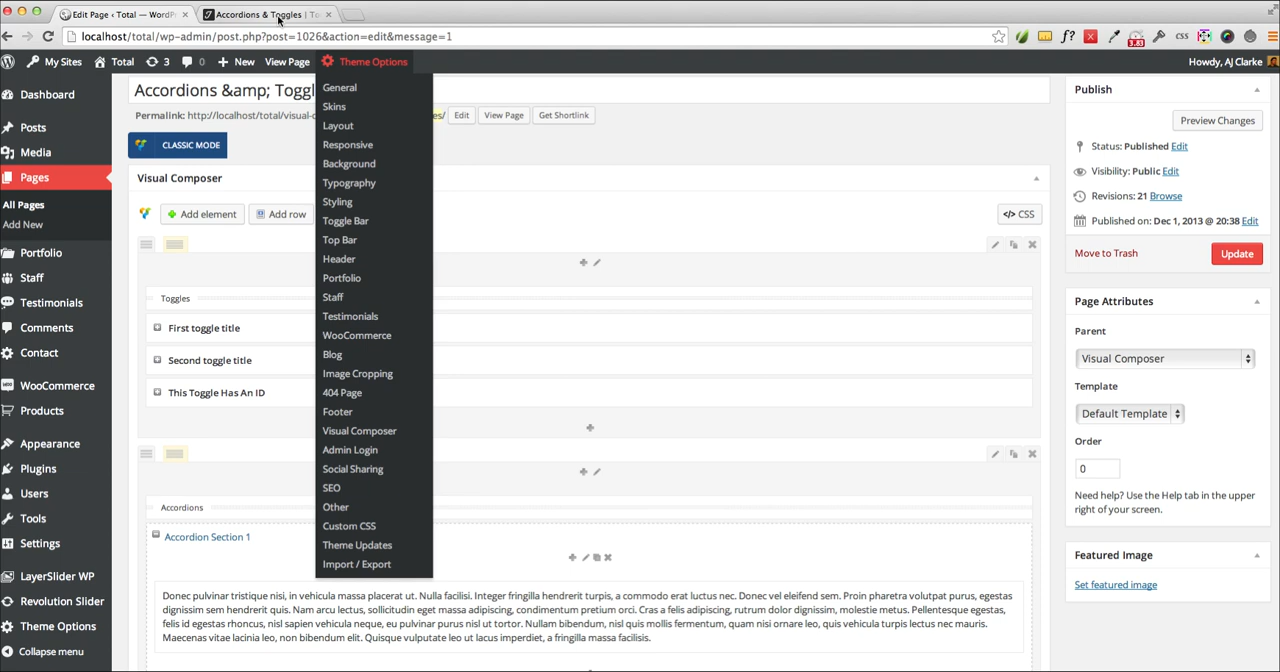 Edit Page ‹ Total — WordPr × Accordions & Toggles | To ×
localhost/total/wp-admin/post.php?post=1026&action=edit&message=1
f? 3.83 CSS
My Sites Total 3 0 New View Page Theme Options Howdy, AJ Clarke
Dashboard
Posts
Media
Pages
All Pages
Add New
Portfolio
Staff
Testimonials
Comments
Contact
WooCommerce
Products
Appearance
Plugins
Users
Tools
Settings
LayerSlider WP
Revolution Slider
Theme Options
Collapse menu
General
Skins
Layout
Responsive
Background
Typography
Styling
Toggle Bar
Top Bar
Header
Portfolio
Staff
Testimonials
WooCommerce
Blog
Image Cropping
404 Page
Footer
Visual Composer
Admin Login
Social Sharing
SEO
Other
Custom CSS
Theme Updates
Import / Export
Accordions &amp; Toggl
Permalink: http://localhost/total/visual-c es/ Edit View Page Get Shortlink
CLASSIC MODE
Visual Composer
Add element Add row </> CSS
Toggles
First toggle title
Second toggle title
This Toggle Has An ID
Accordions
Accordion Section 1
Donec pulvinar tristique nisi, in vehicula massa placerat ut. Nulla facilisi. Integer fringilla hendrerit turpis, a commodo erat luctus nec. Donec vel eleifend sem. Proin pharetra volutpat purus, egestas
dignissim sem hendrerit quis. Nam arcu lectus, sollicitudin eget massa adipiscing, condimentum pretium orci. Cras a felis adipiscing, rutrum dolor dignissim, molestie metus. Pellentesque egestas,
felis id egestas rhoncus, nisl sapien vehicula neque, eu pulvinar purus nisl ut tortor. Nullam bibendum, nisl quis mollis fermentum, quam nisi ornare leo, quis vehicula turpis lectus nec mauris.
Maecenas vitae lacinia leo, non bibendum elit. Quisque vulputate leo ut lacus imperdiet, a fringilla massa facilisis.
Publish
Preview Changes
Status: Published Edit
Visibility: Public Edit
Revisions: 21 Browse
Published on: Dec 1, 2013 @ 20:38 Edit
Move to Trash Update
Page Attributes
Parent
Visual Composer
Template
Default Template
Order
0
Need help? Use the Help tab in the upper
right of your screen.
Featured Image
Set featured image